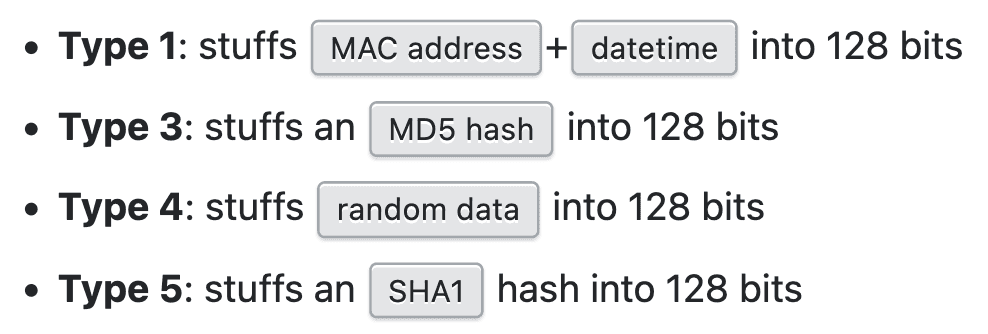 • Type 1: stuffs MAC address+datetime into 128 bits
• Type 3: stuffs an MD5 hash into 128 bits
• Type 4: stuffs random data into 128 bits
• Type 5: stuffs an SHA1 hash into 128 bits